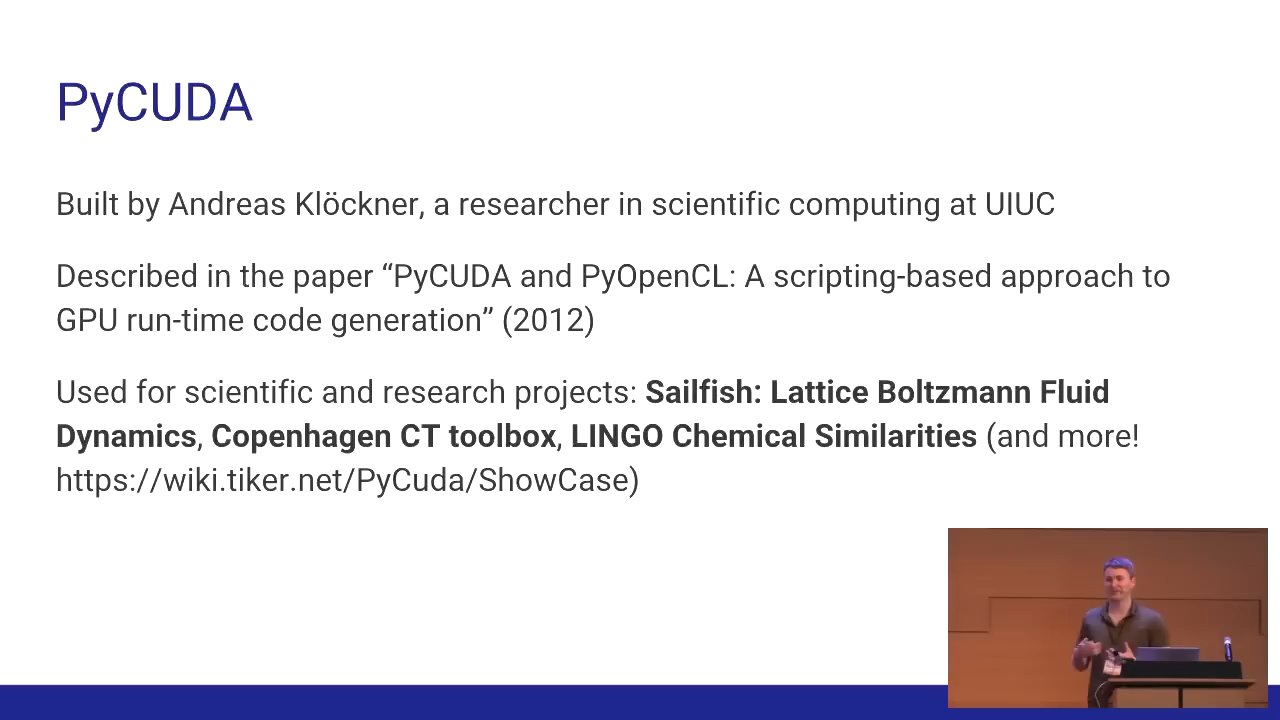 PyCUDA
Built by Andreas Klöckner, a researcher in scientific computing at UIUC
Described in the paper “PyCUDA and PyOpenCL: A scripting-based approach to
GPU run-time code generation” (2012)
Used for scientific and research projects: Sailfish: Lattice Boltzmann Fluid
Dynamics, Copenhagen CT toolbox, LINGO Chemical Similarities (and more!
https://wiki.tiker.net/PyCuda/ShowCase)